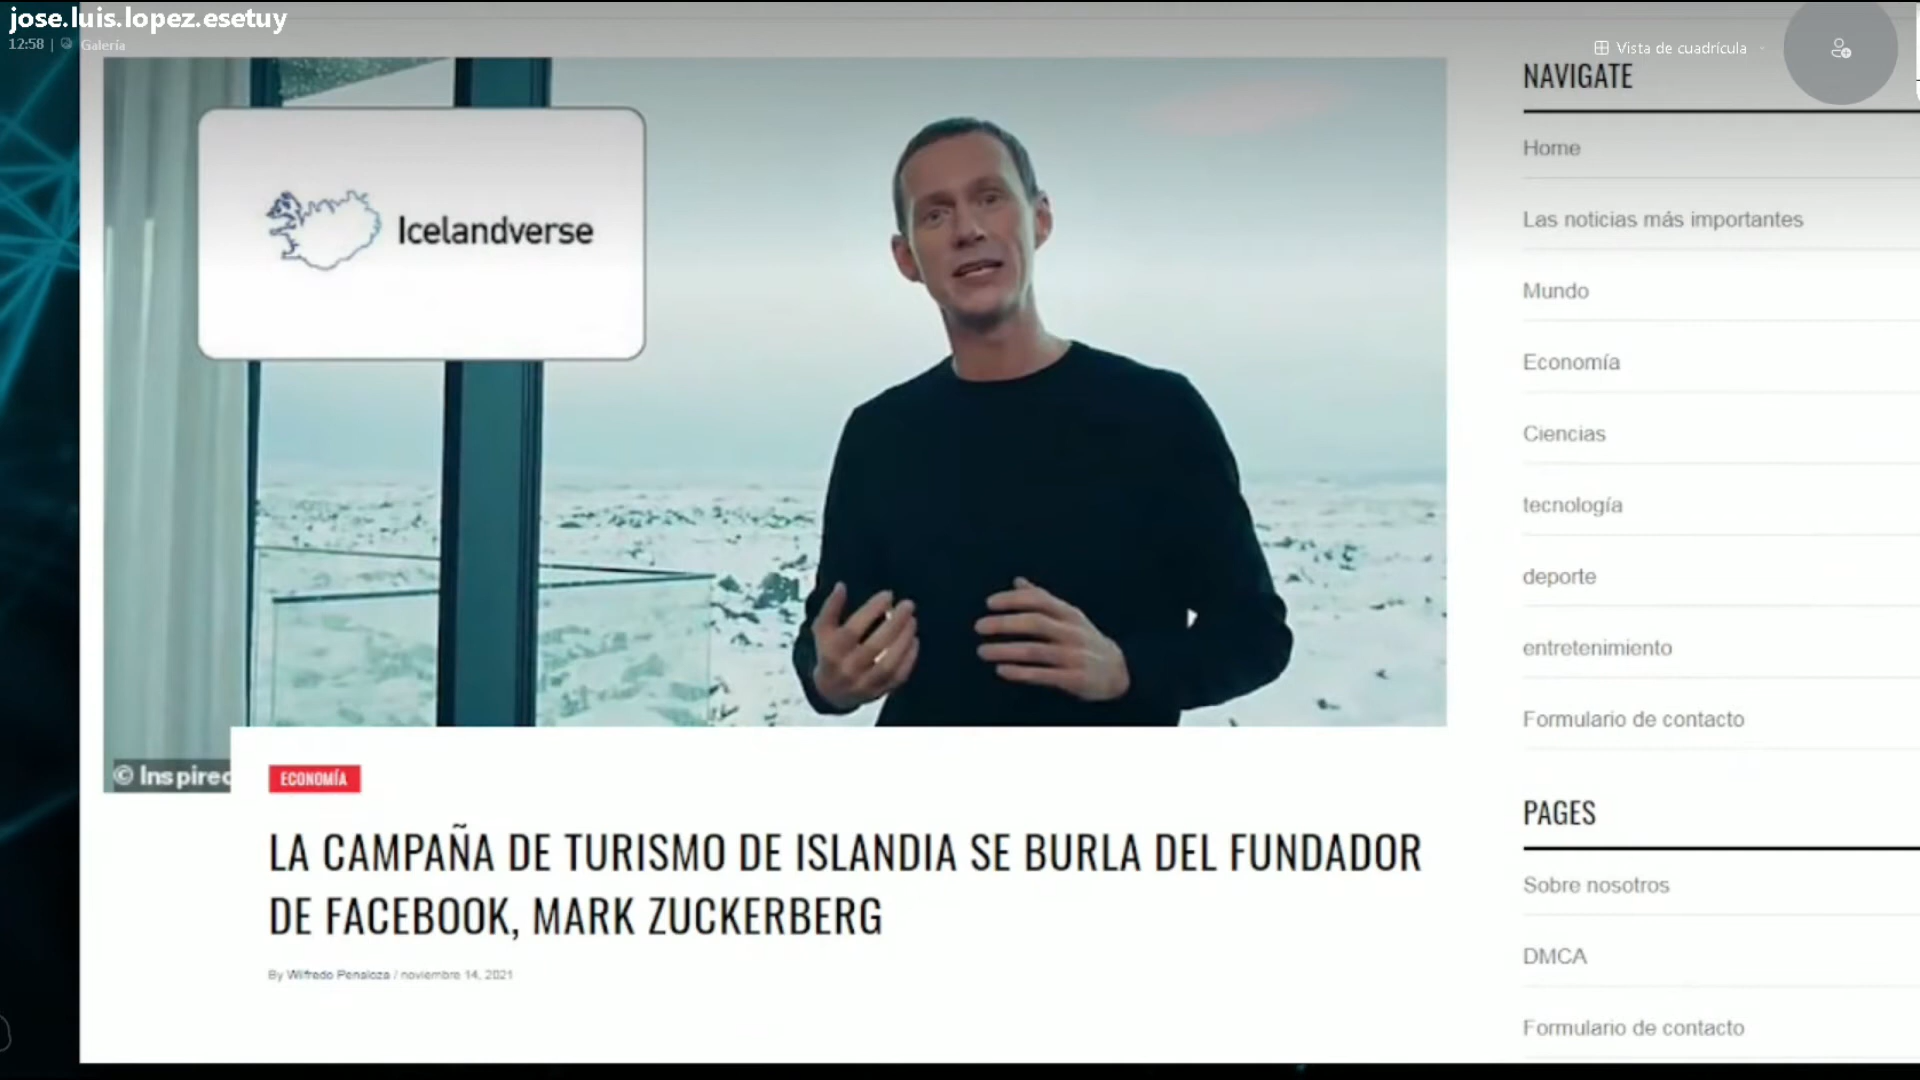 jose.luis.lopez.esetuy
12:58 | Galería
Vista de cuadrícula
Icelandverse
© Inspired
ECONOMÍA
LA CAMPAÑA DE TURISMO DE ISLANDIA SE BURLA DEL FUNDADOR
DE FACEBOOK, MARK ZUCKERBERG
By Wilfredo Penaloza / noviembre 14, 2021
NAVIGATE
Home
Las noticias más importantes
Mundo
Economía
Ciencias
tecnología
deporte
entretenimiento
Formulario de contacto
PAGES
Sobre nosotros
DMCA
Formulario de contacto